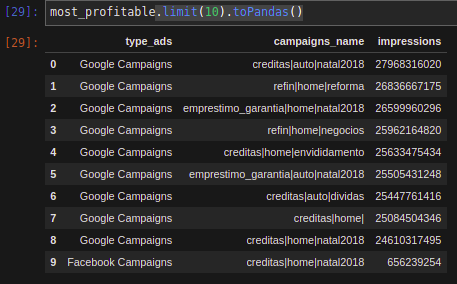 [29]: most_profitable.limit(10).toPandas()
[29]:
type_ads campaigns_name impressions
0 Google Campaigns creditas|auto|natal2018 27968316020
1 Google Campaigns refin|home|reforma 26836667175
2 Google Campaigns emprestimo_garantia|home|natal2018 26599960296
3 Google Campaigns refin|home|negocios 25962164820
4 Google Campaigns creditas|home|envididamento 25633475434
5 Google Campaigns emprestimo_garantia|auto|natal2018 25505431248
6 Google Campaigns creditas|auto|dividas 25447761416
7 Google Campaigns creditas|home| 25084504346
8 Google Campaigns creditas|home|natal2018 24610317495
9 Facebook Campaigns creditas|home|natal2018 656239254